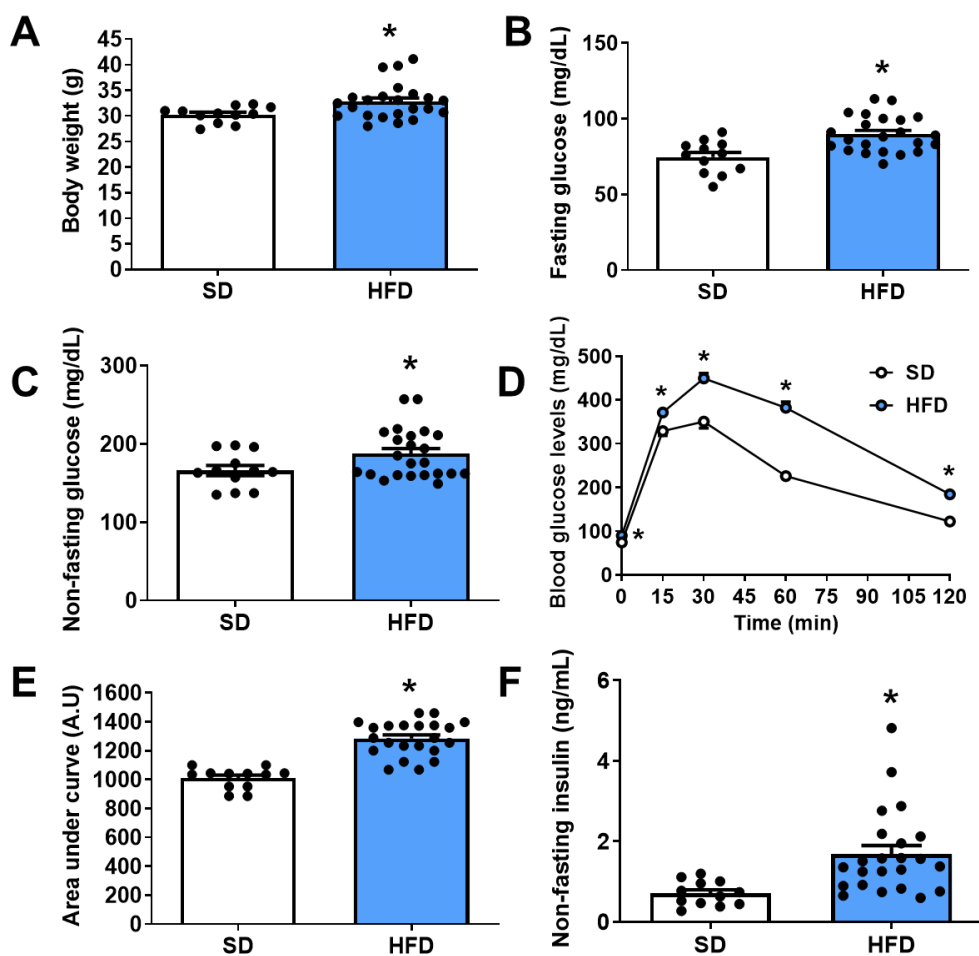 A
Body weight (g)
45
40
35
30
25
20
15
10
5
0
*
SD
HFD
B
Fasting glucose (mg/dL)
150
100
50
0
*
SD
HFD
C
Non-fasting glucose (mg/dL)
300
200
100
0
*
SD
HFD
D
Blood glucose levels (mg/dL)
500
400
300
200
100
0
*
*
*
*
*
SD
HFD
0 15 30 45 60 75 90 105 120
Time (min)
E
Area under curve (A.U)
1600
1400
1200
1000
800
600
400
200
0
*
SD
HFD
F
Non-fasting insulin (ng/mL)
6
4
2
0
*
SD
HFD